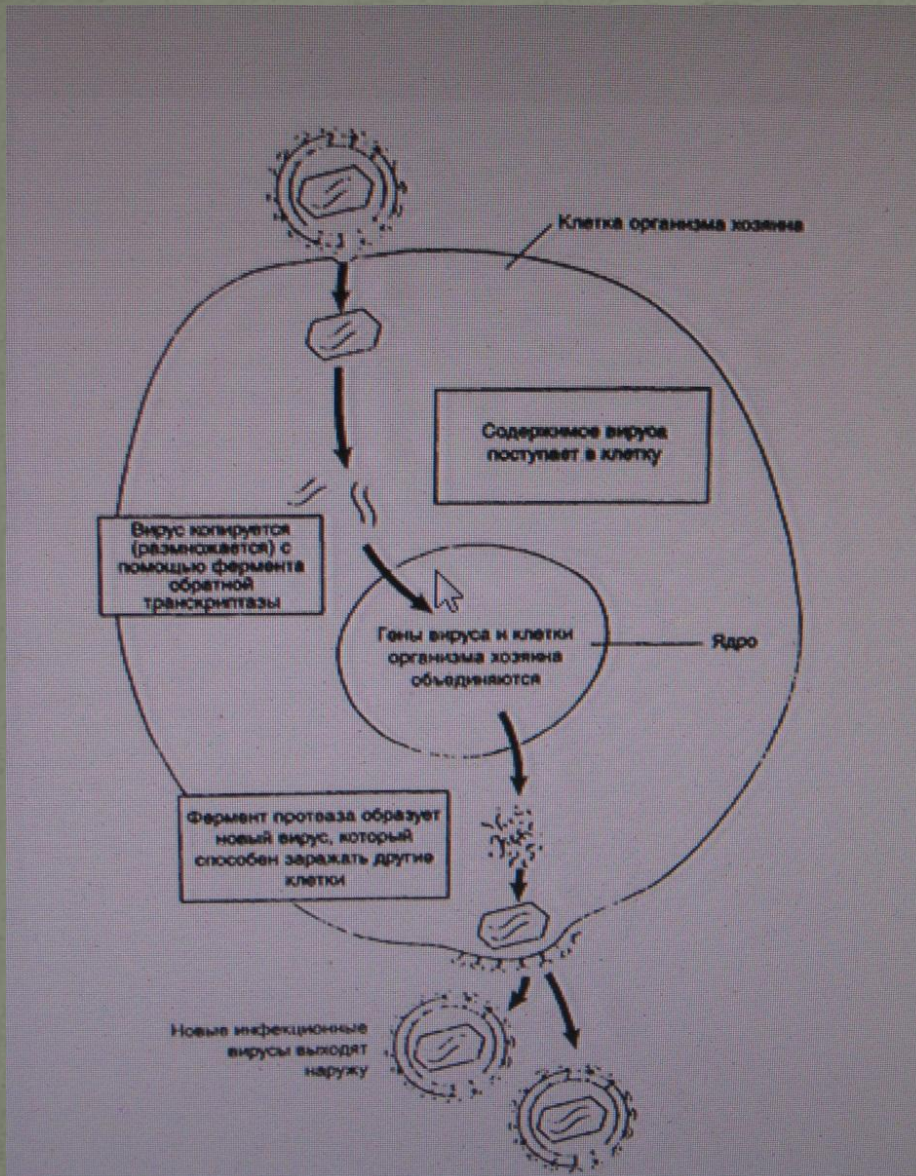 Клетка организма хозяина
Содержимое вируса
поступает в клетку
Вирус копируется
(размножается) с
помощью фермента
обратной
транскриптазы
Гены вируса и клетки
организма хозяина
объединяются
Ядро
Фермент протеаза образует
новый вирус, который
способен заражать другие
клетки
Новые инфекционные
вирусы выходят
наружу